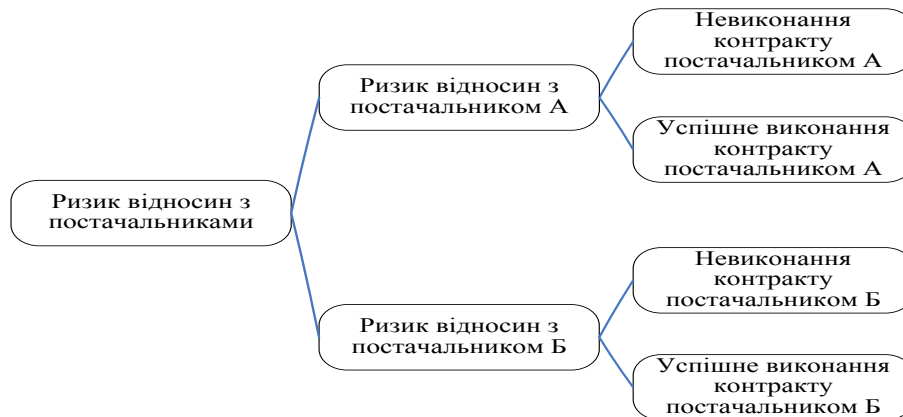 Невиконання
контракту
постачальником А
Ризик відносин з
постачальником А
Успішне виконання
контракту
постачальником А
Ризик відносин з
постачальниками
Невиконання
контракту
постачальником Б
Ризик відносин з
постачальником Б
Успішне виконання
контракту
постачальником Б